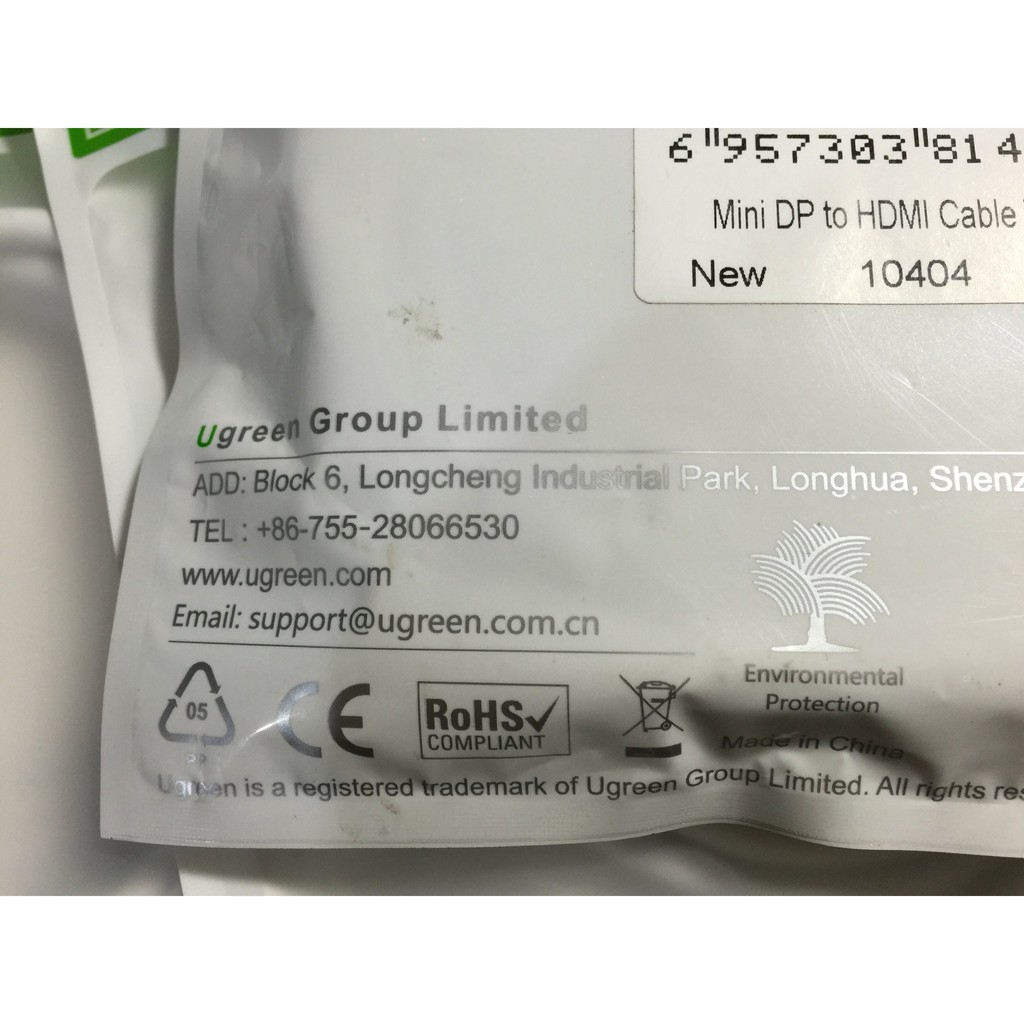 6 957303 814
Mini DP to HDMI Cable
New 10404
Ugreen Group Limited
ADD: Block 6, Longcheng Industrial Park, Longhua, Shenz
TEL : +86-755-28066530
www.ugreen.com
Email: support@ugreen.com.cn
Environmental
Protection
05
PP
CE
RoHS✓
COMPLIANT
Made in China
Ugreen is a registered trademark of Ugreen Group Limited. All rights res